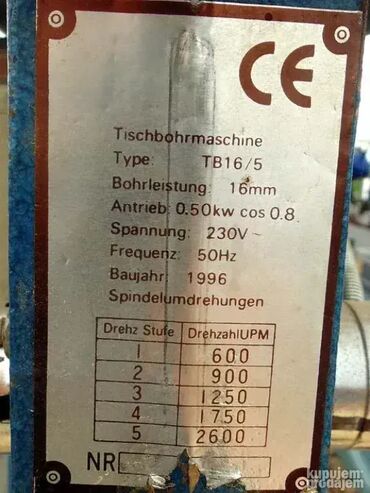 CE
Tischbohrmaschine
Type: TB16/5
Bohrleistung: 16mm
Antrieb: 0.50kw cos 0.8
Spannung: 230V ~
Frequenz: 50Hz
Baujahr: 1996
Spindelumdrehungen
Drehz Stufe DrehzahlUPM
1 600
2 900
3 1250
4 1750
5 2600
NR
kupujem
prodajem